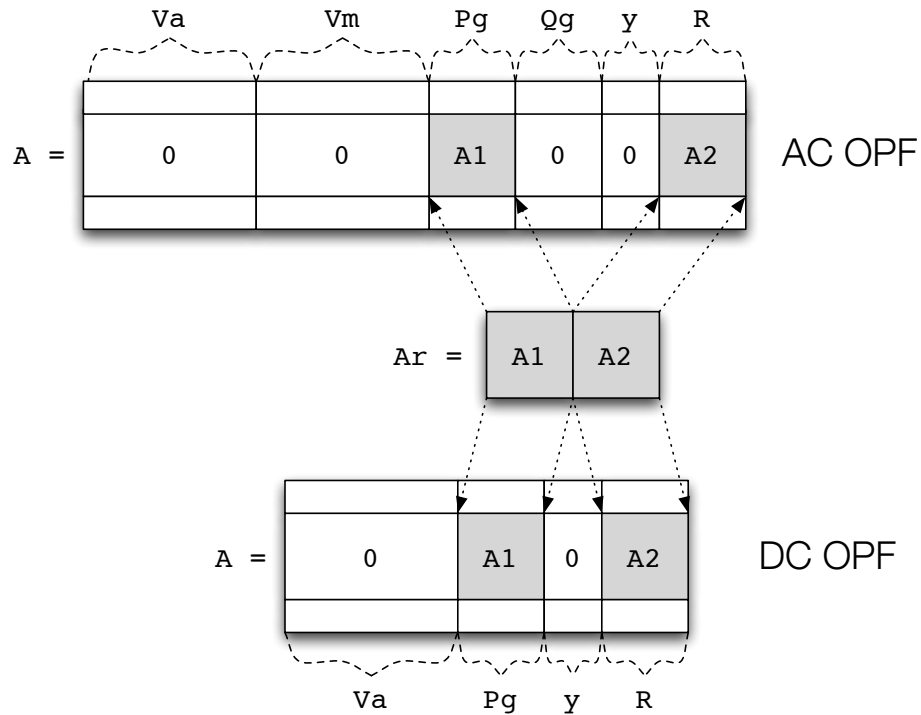 Va Vm Pg Qg y R
A = 0 0 A1 0 0 A2 AC OPF
Ar = A1 A2
A = 0 A1 0 A2 DC OPF
Va Pg y R